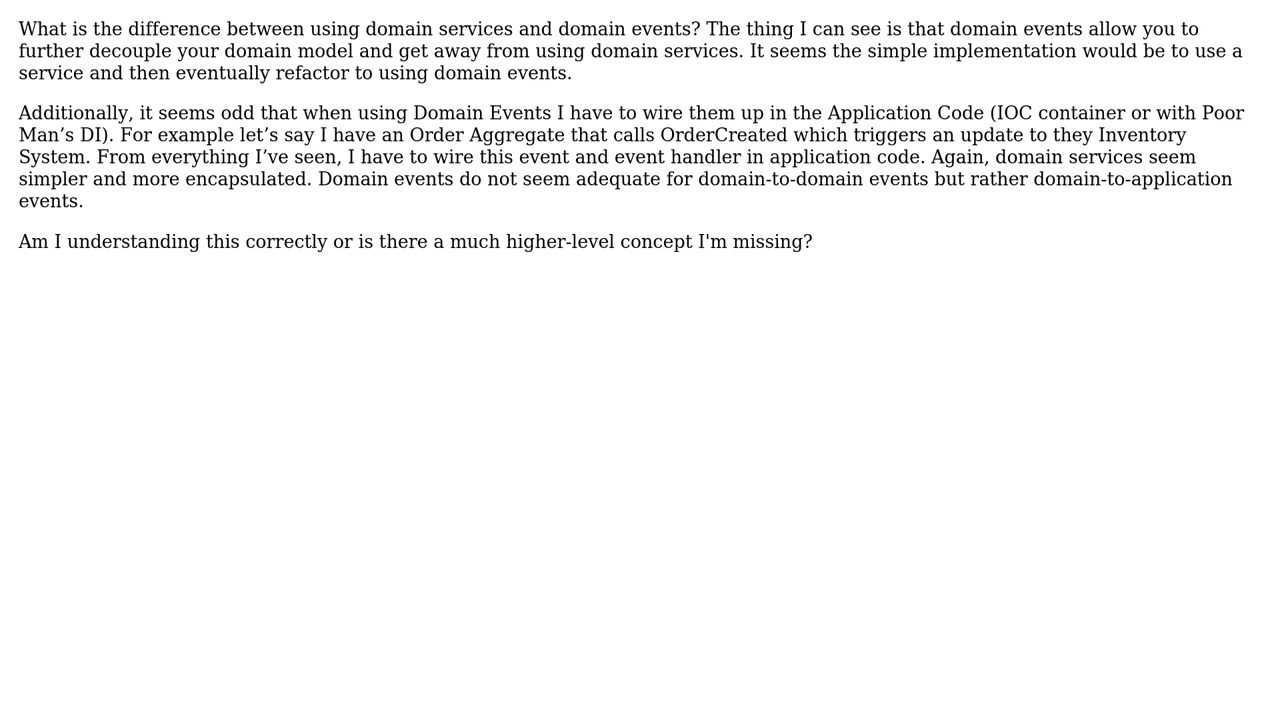 What is the difference between using domain services and domain events? The thing I can see is that domain events allow you to
further decouple your domain model and get away from using domain services. It seems the simple implementation would be to use a
service and then eventually refactor to using domain events.
Additionally, it seems odd that when using Domain Events I have to wire them up in the Application Code (IOC container or with Poor
Man’s DI). For example let’s say I have an Order Aggregate that calls OrderCreated which triggers an update to they Inventory
System. From everything I’ve seen, I have to wire this event and event handler in application code. Again, domain services seem
simpler and more encapsulated. Domain events do not seem adequate for domain-to-domain events but rather domain-to-application
events.
Am I understanding this correctly or is there a much higher-level concept I'm missing?